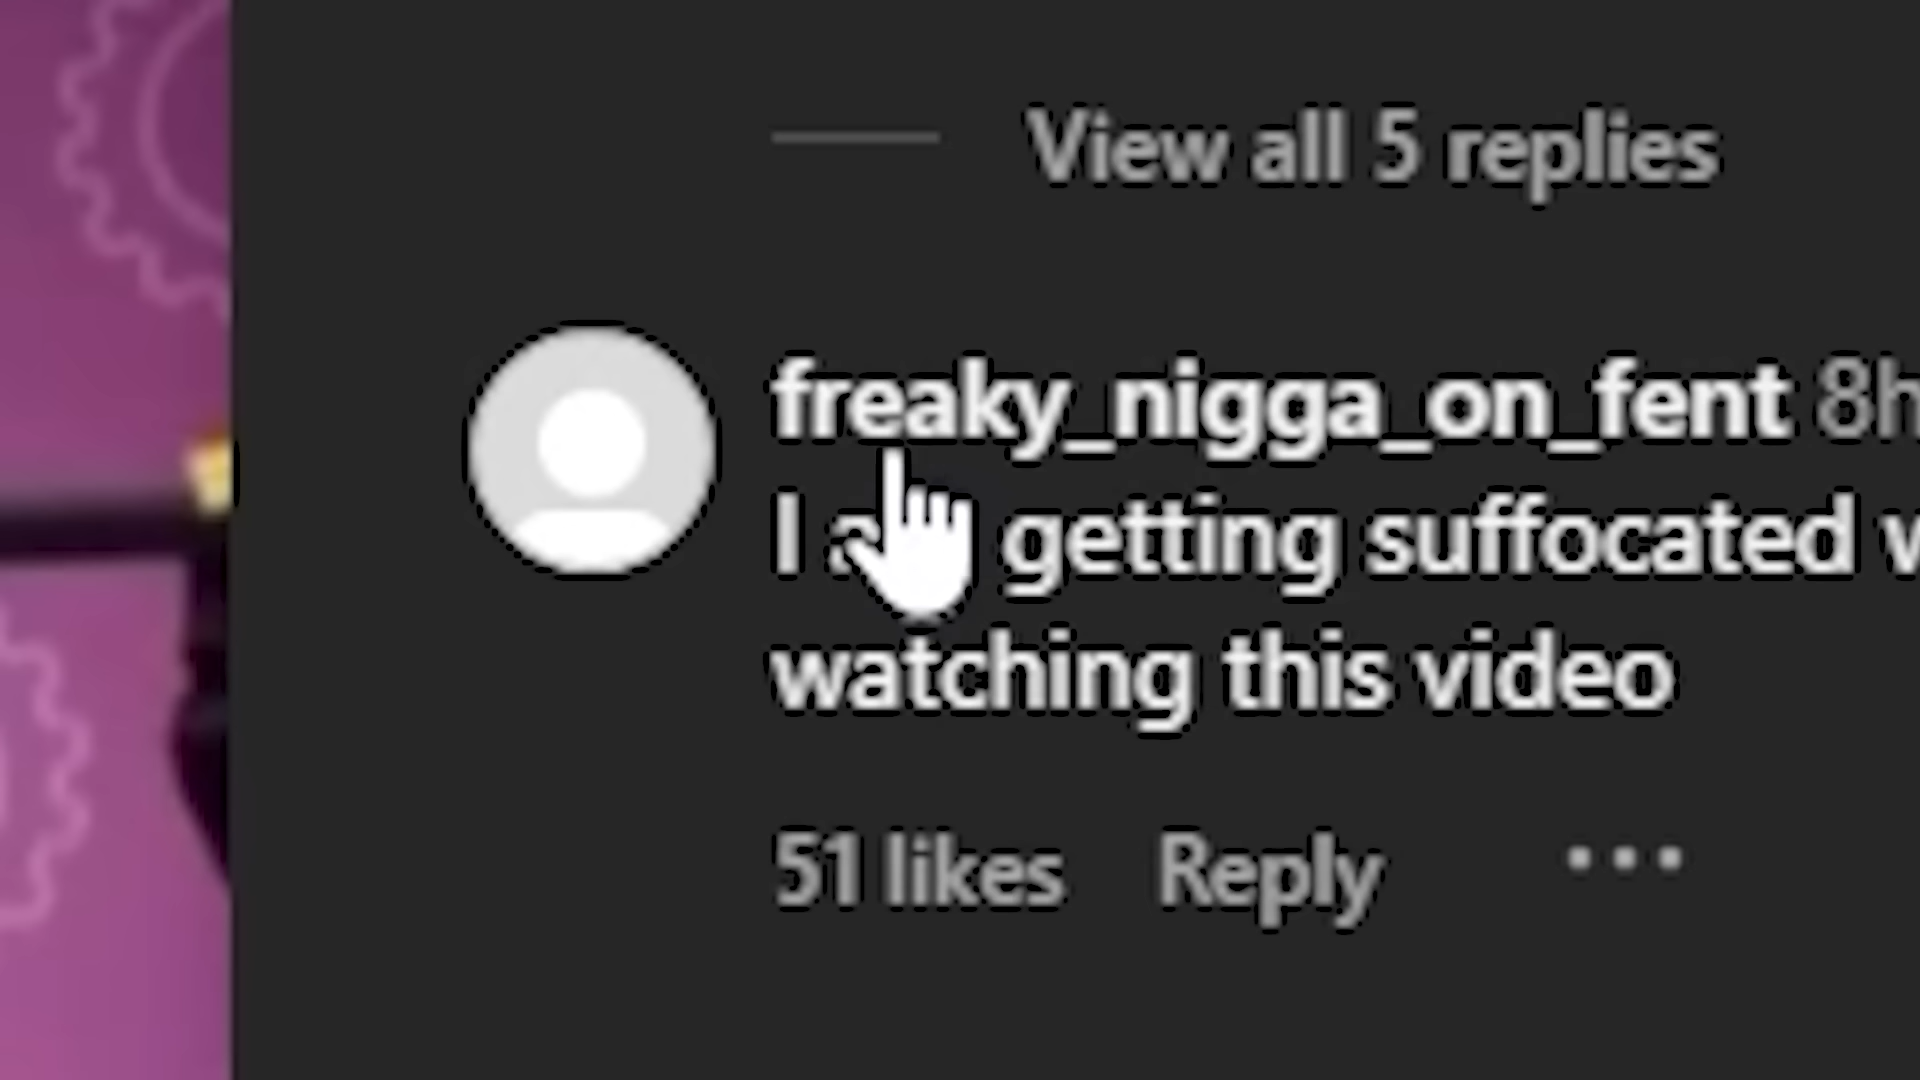 View all 5 replies
freaky_nigga_on_fent 8h
I getting suffocated
watching this video
51 likes Reply